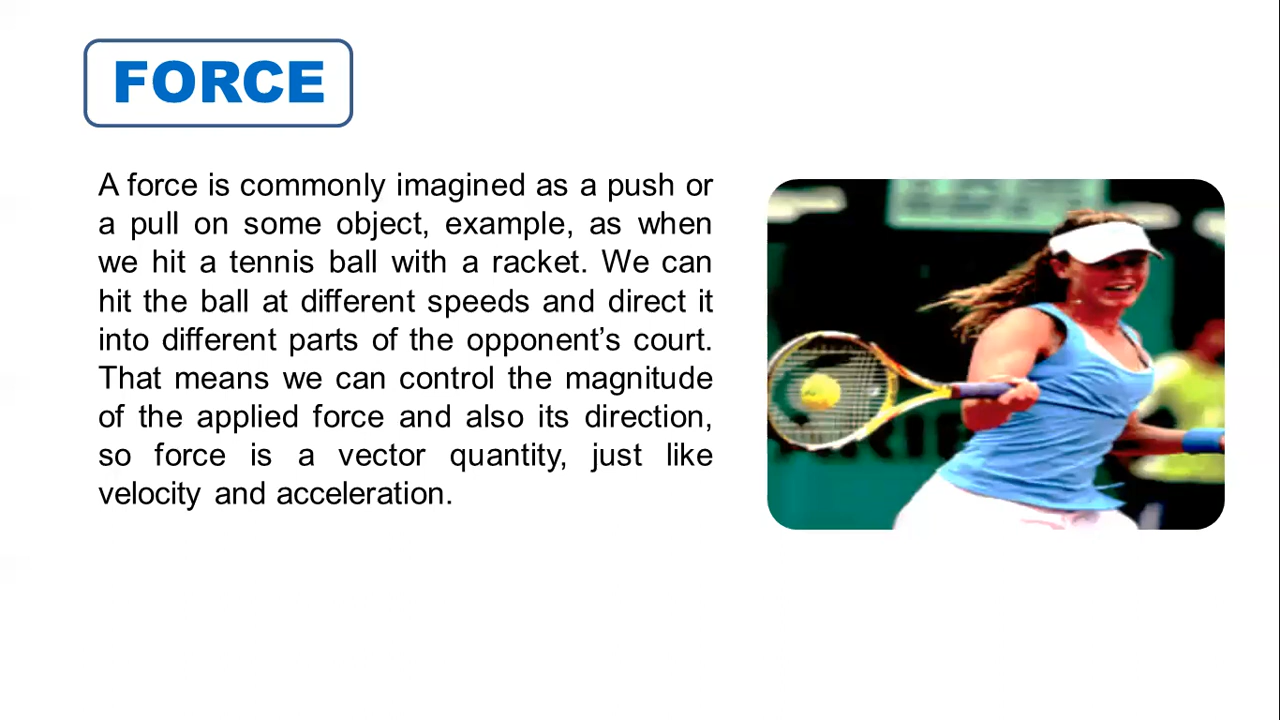 FORCE
A force is commonly imagined as a push or
a pull on some object, example, as when
we hit a tennis ball with a racket. We can
hit the ball at different speeds and direct it
into different parts of the opponent’s court.
That means we can control the magnitude
of the applied force and also its direction,
so force is a vector quantity, just like
velocity and acceleration.